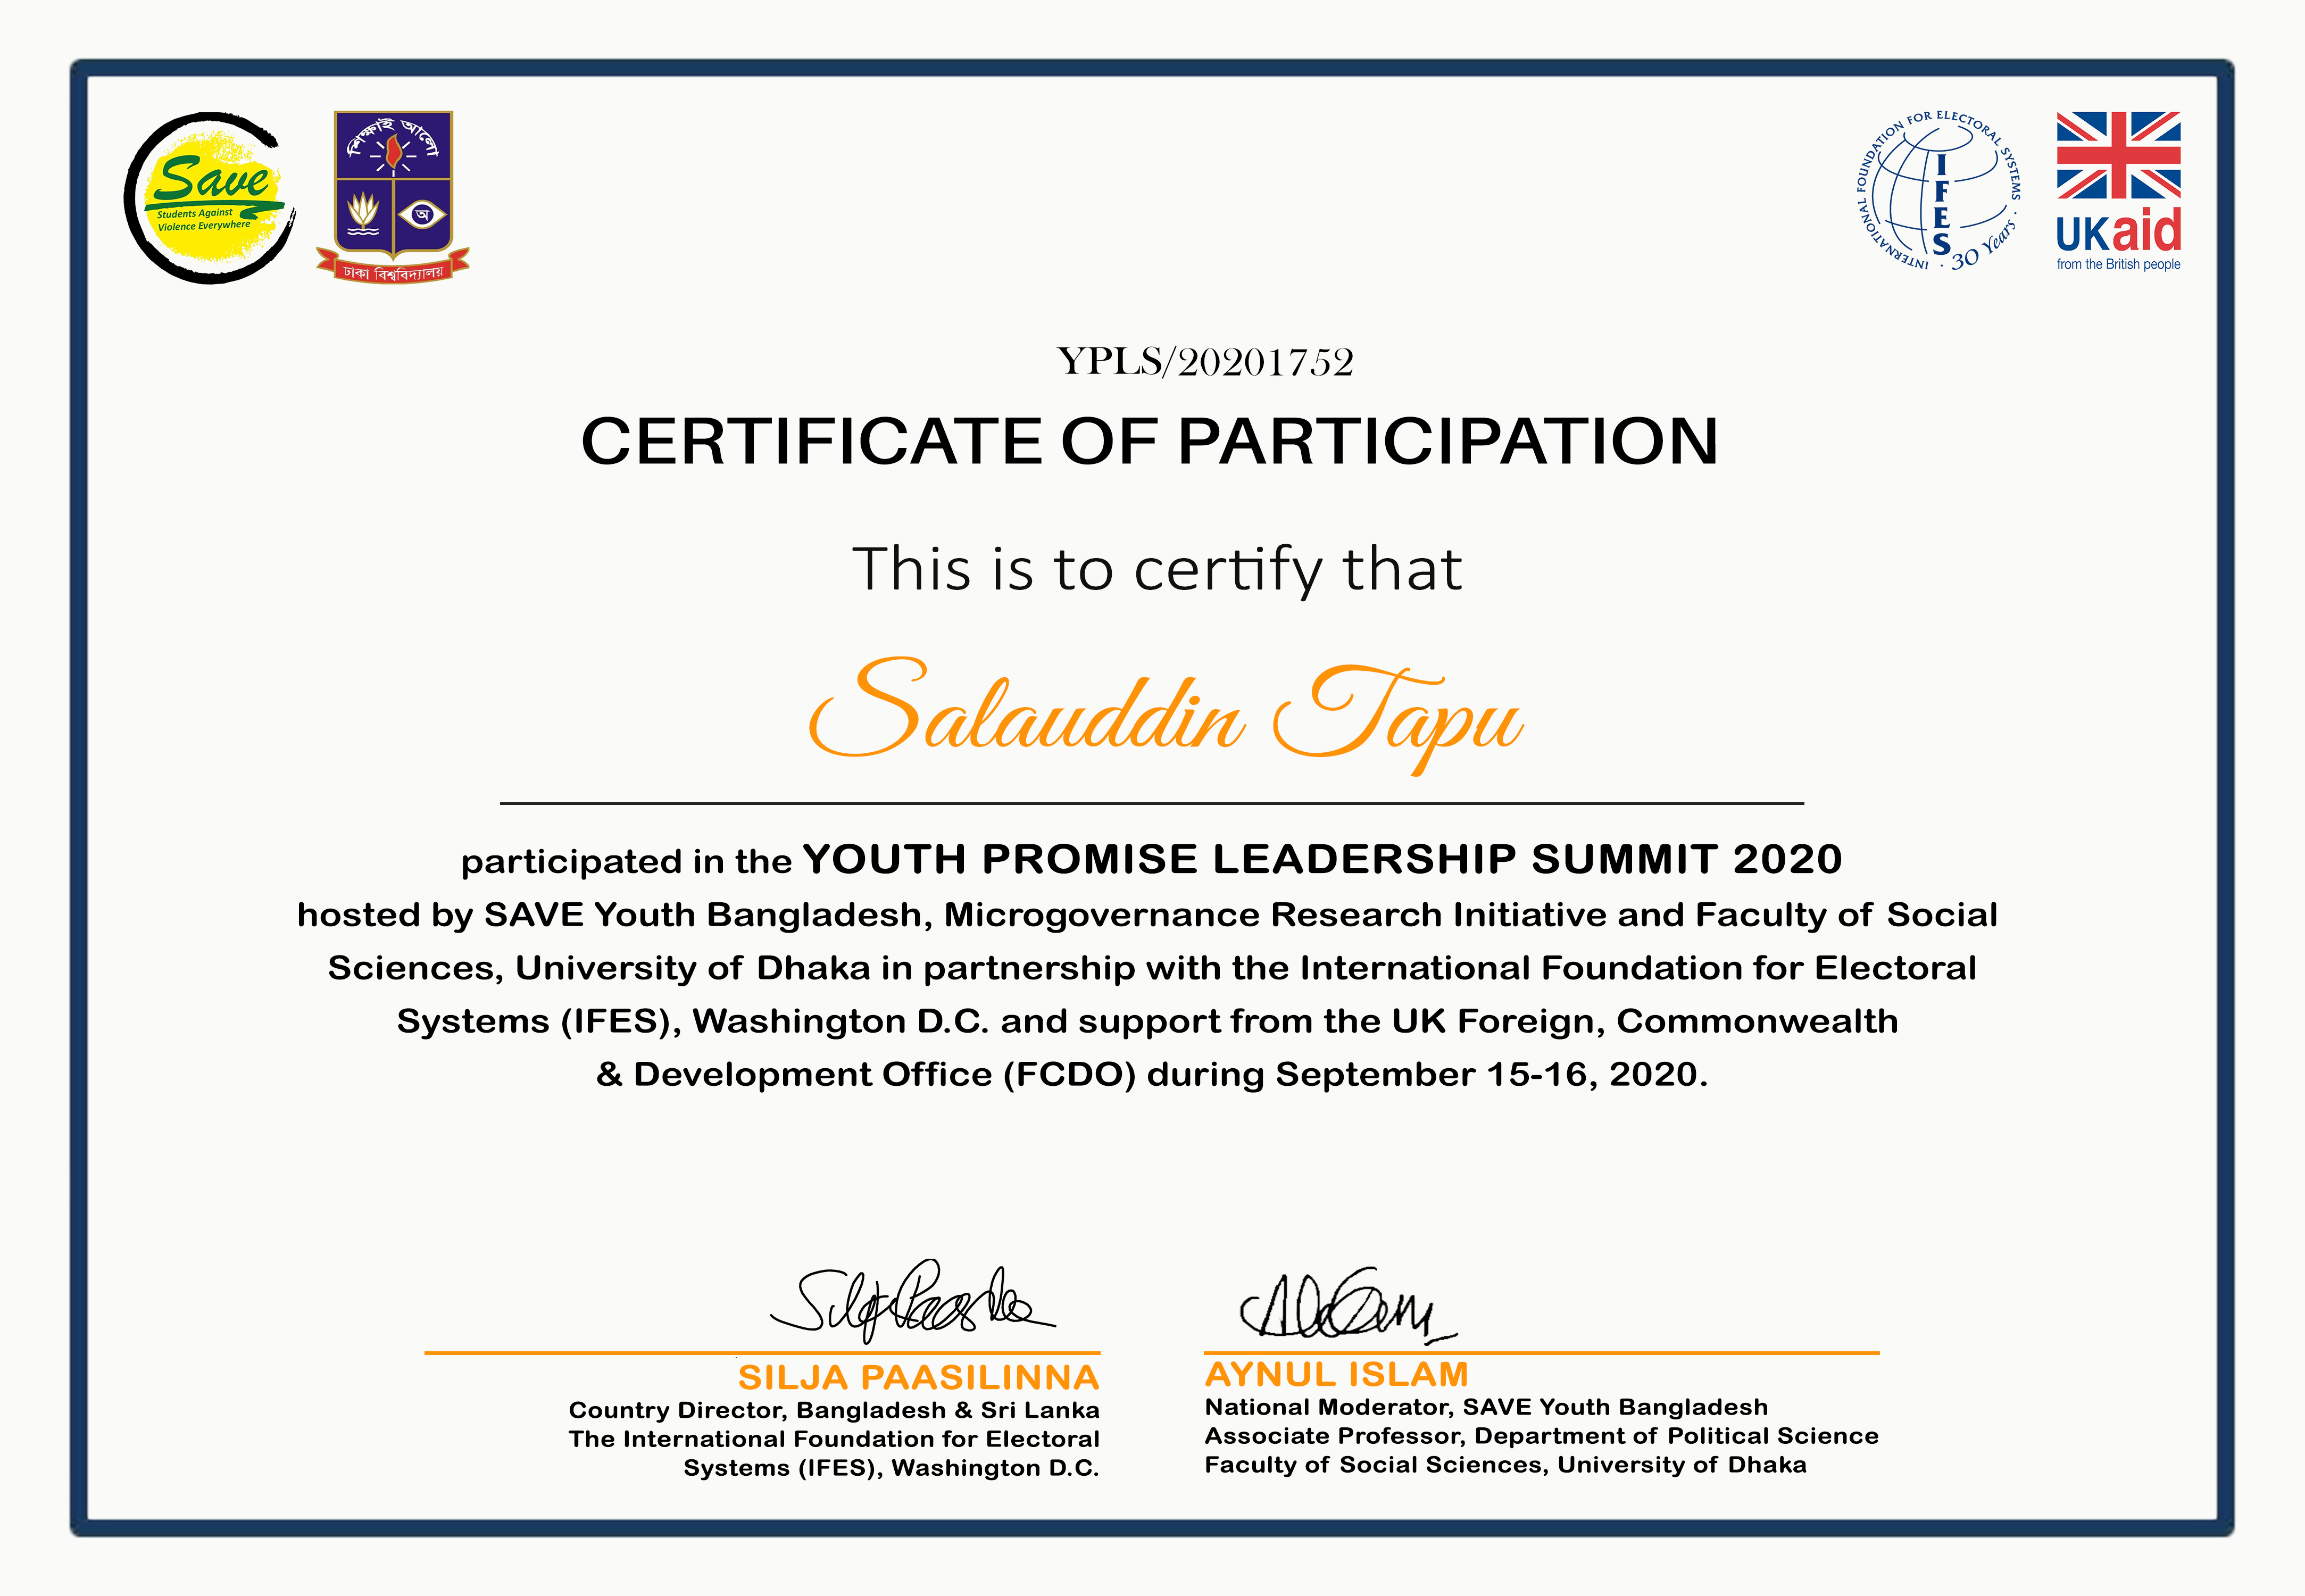 Save
Students Against
Violence Everywhere
শিক্ষাই আলো
অ
ঢাকা বিশ্ববিদ্যালয়
INTERNATIONAL FOUNDATION FOR ELECTORAL SYSTEMS · 30 Years ·
IFES
UKaid
from the British people
YPLS/20201752
CERTIFICATE OF PARTICIPATION
This is to certify that
Salauddin Tapu
participated in the YOUTH PROMISE LEADERSHIP SUMMIT 2020
hosted by SAVE Youth Bangladesh, Microgovernance Research Initiative and Faculty of Social
Sciences, University of Dhaka in partnership with the International Foundation for Electoral
Systems (IFES), Washington D.C. and support from the UK Foreign, Commonwealth
& Development Office (FCDO) during September 15-16, 2020.
SILJA PAASILINNA
Country Director, Bangladesh & Sri Lanka
The International Foundation for Electoral
Systems (IFES), Washington D.C.
AYNUL ISLAM
National Moderator, SAVE Youth Bangladesh
Associate Professor, Department of Political Science
Faculty of Social Sciences, University of Dhaka